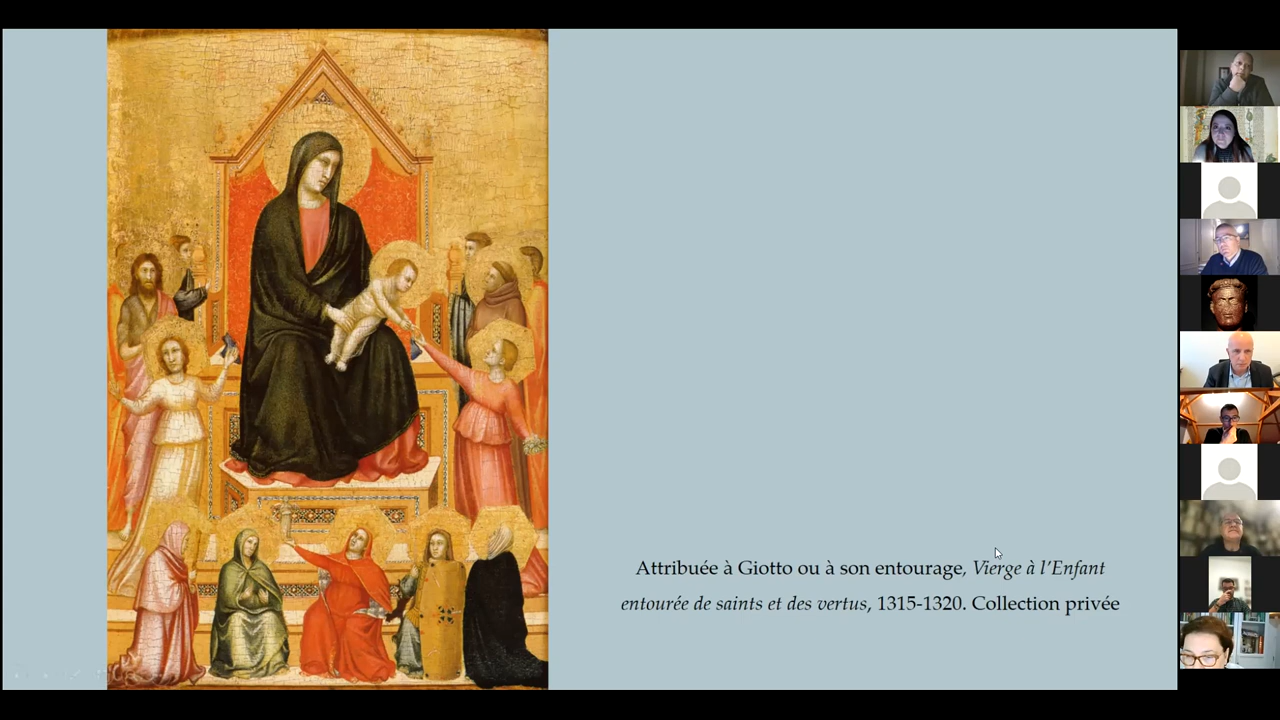 Attribuée à Giotto ou à son entourage, Vierge à l’Enfant
entourée de saints et des vertus, 1315-1320. Collection privée